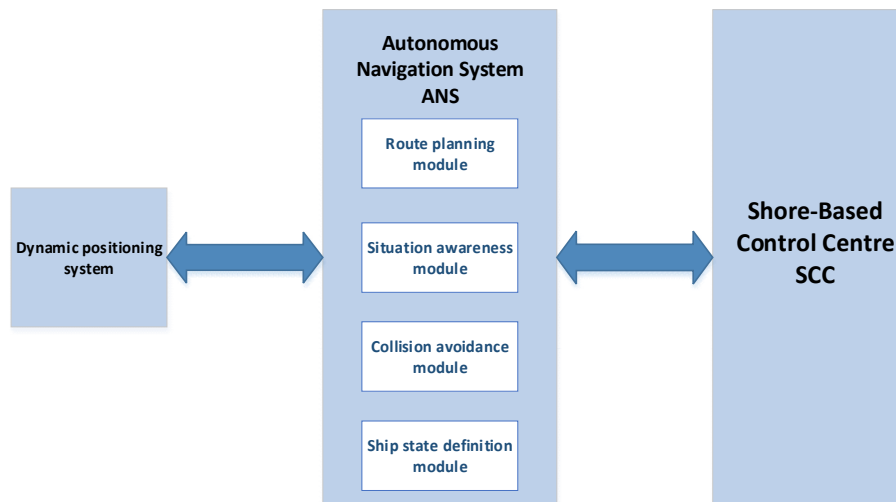 Autonomous
Navigation System
ANS
Route planning
module
Situation awareness
module
Collision avoidance
module
Ship state definition
module
Dynamic positioning
system
Shore-Based
Control Centre
SCC